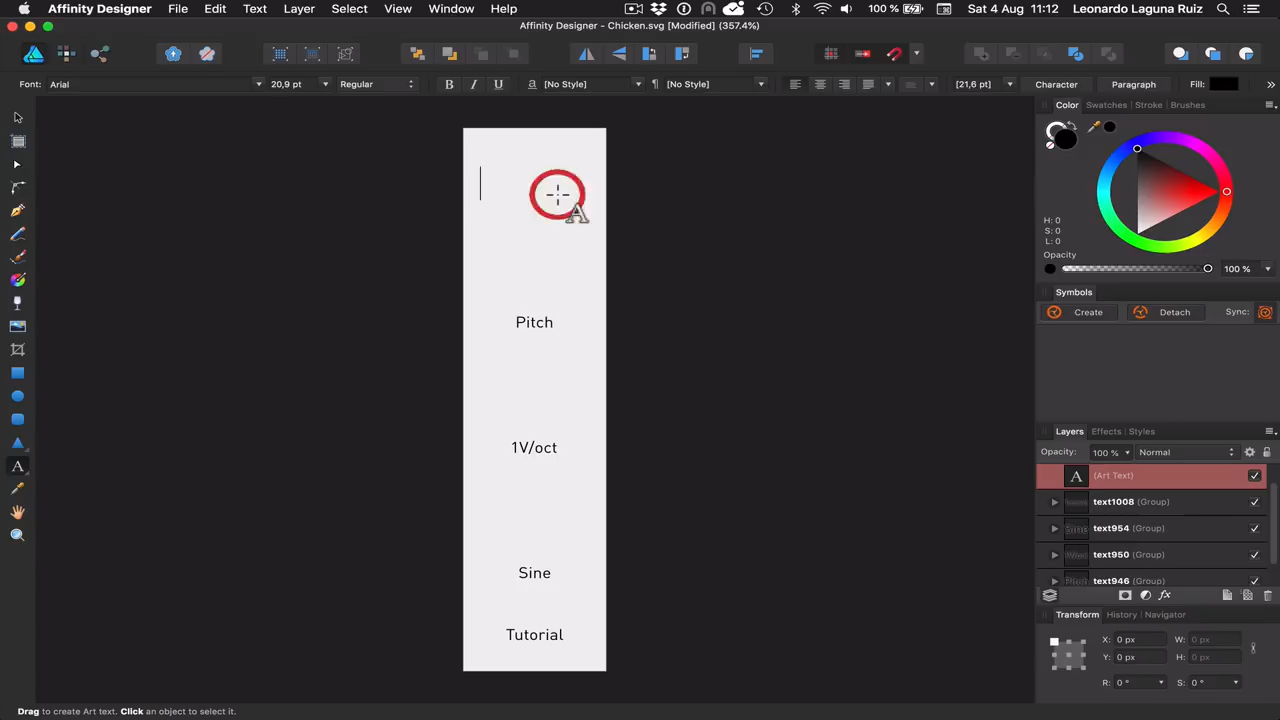 Affinity Designer File Edit Text Layer Select Arrange View Window Help 100 % Sat 4 Aug 11:12 Leonardo Laguna Ruiz
Affinity Designer - Chicken.svg [Modified] (357.4%)
Font: Arial 20,9 pt Regular B I U a [No Style] ¶ [No Style] [21,6 pt] Character Paragraph Fill:
Color Swatches Stroke Brushes
H: 0
S: 0
L: 0
Opacity
100 %
Symbols
Create Detach Sync:
Pitch
1V/oct
Sine
Tutorial
A
A
Layers Effects Styles
Opacity: 100 % Normal
A (Art Text)
text1008 (Group)
text954 (Group)
text950 (Group)
text946 (Group)
fx
Transform History Navigator
X: 0 px W: 0 px
Y: 0 px H: 0 px
R: 0 ° S: 0 °
Drag to create Art text. Click an object to select it.